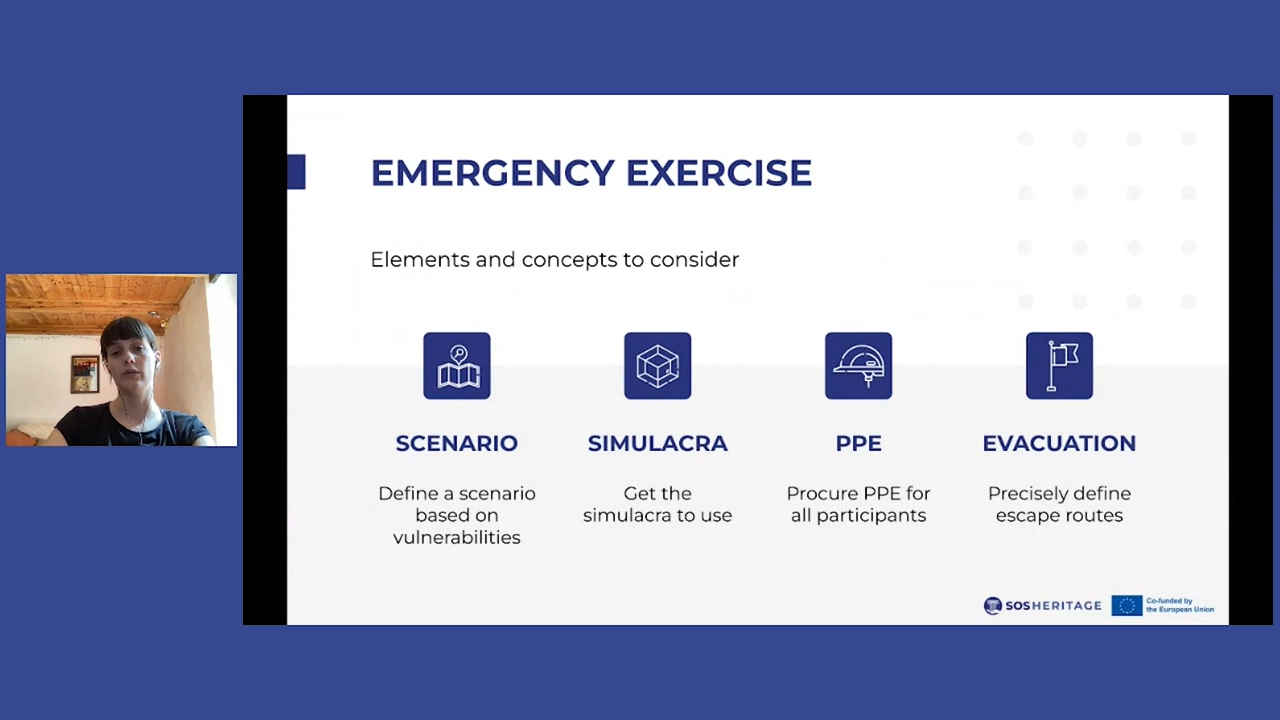 EMERGENCY EXERCISE
Elements and concepts to consider
SCENARIO
Define a scenario
based on
vulnerabilities
SIMULACRA
Get the
simulacra to use
PPE
Procure PPE for
all participants
EVACUATION
Precisely define
escape routes
SOSHERITAGE
Co-funded by
the European Union